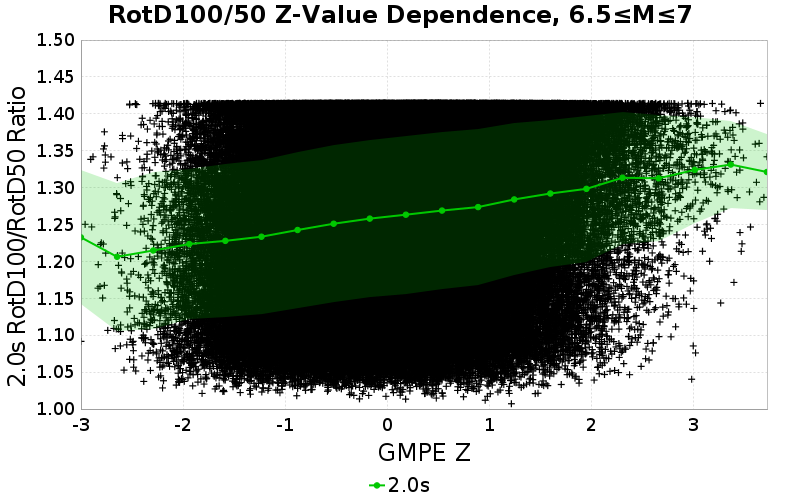 RotD100/50 Z-Value Dependence, 6.5≤M≤7
1.50
1.45
1.40
1.35
1.30
1.25
1.20
1.15
1.10
1.05
1.00
2.0s RotD100/RotD50 Ratio
-3 -2 -1 0 1 2 3
GMPE Z
2.0s